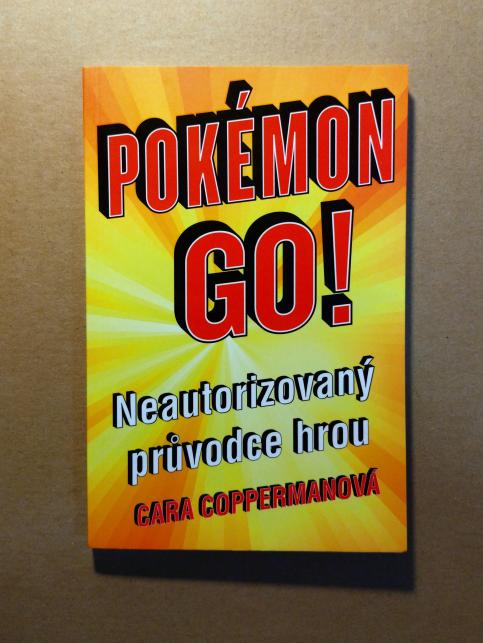 POKÉMON
GO!
Neautorizovaný
průvodce hrou
CARA COPPERMANOVÁ